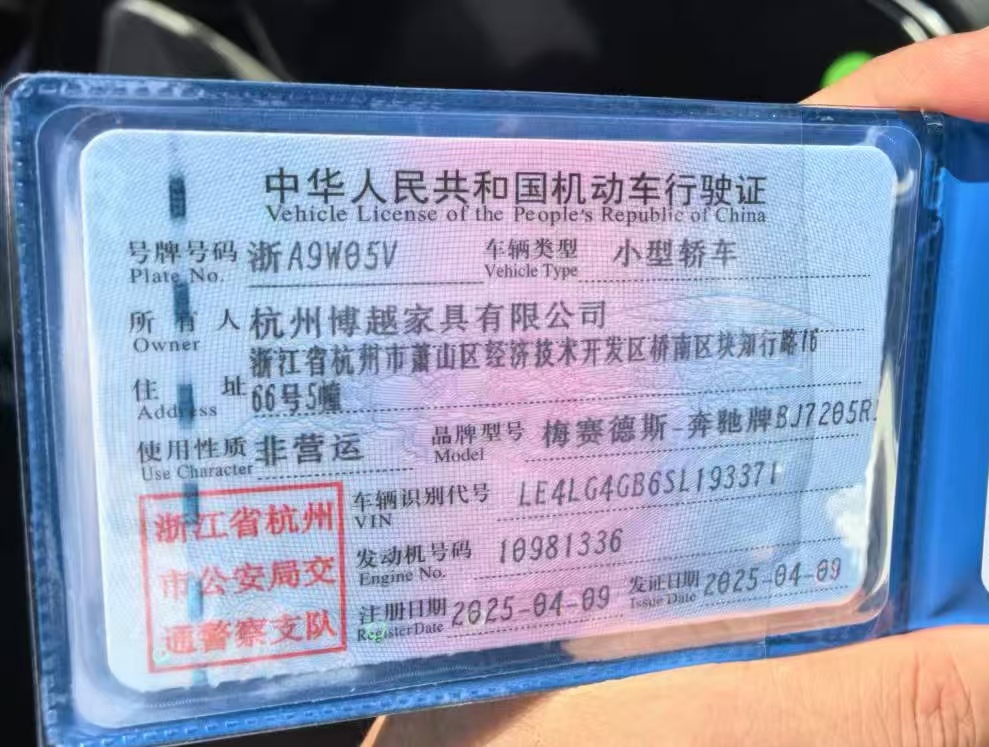 中华人民共和国机动车行驶证
Vehicle License of the People's Republic of China
号牌号码 浙A9W05V 车辆类型 小型轿车
Plate No. Vehicle Type
所有人 杭州博越家具有限公司
Owner
浙江省杭州市萧山区经济技术开发区桥南区块知行路16
住址 66号5幢
Address
使用性质 非营运 品牌型号 梅赛德斯-奔驰牌BJ7205R
Use Character Model
车辆识别代号 LE4LG4GB6SL193371
VIN
发动机号码 10981336
Engine No.
注册日期 2025-04-09 发证日期 2025-04-09
Register Date Issue Date
浙江省杭州
市公安局交
通警察支队